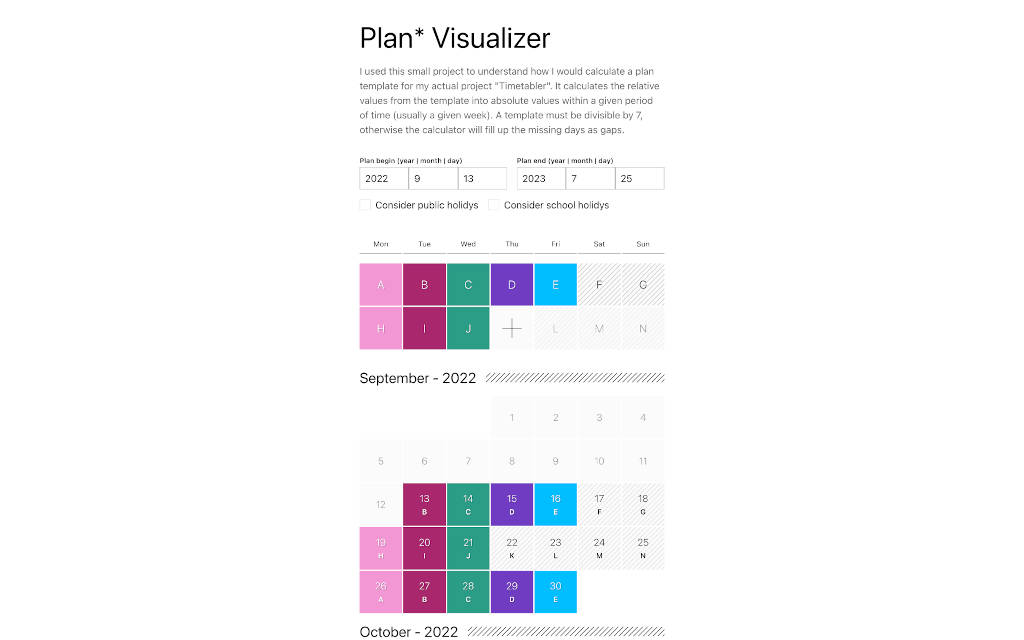 Plan* Visualizer
I used this small project to understand how I would calculate a plan
template for my actual project "Timetabler". It calculates the relative
values from the template into absolute values within a given period
of time (usually a given week). A template must be divisible by 7,
otherwise the calculator will fill up the missing days as gaps.
Plan begin (year | month | day) Plan end (year | month | day)
2022 9 13 2023 7 25
Consider public holidys Consider school holidys
Mon Tue Wed Thu Fri Sat Sun
A B C D E F G
H I J + L M N
September - 2022
1 2 3 4
5 6 7 8 9 10 11
12 13 14 15 16 17 18
B C D E F G
19 20 21 22 23 24 25
H I J K L M N
26 27 28 29 30
A B C D E
October - 2022